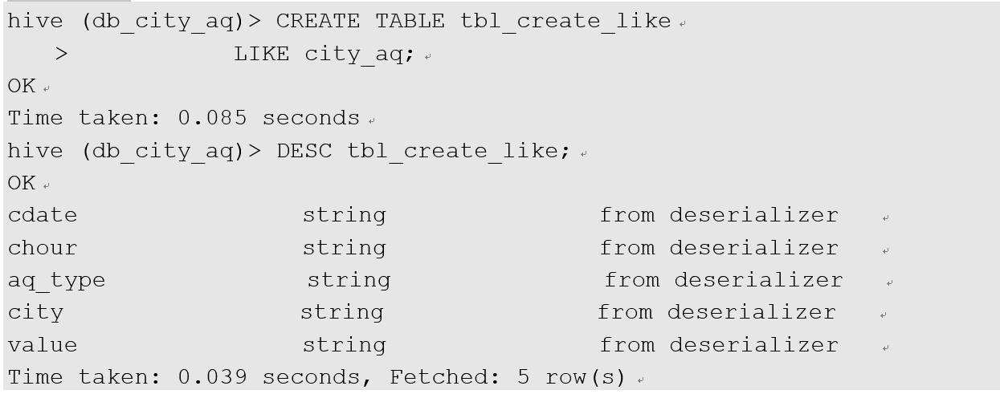 hive (db_city_aq)> CREATE TABLE tbl_create_like
> LIKE city_aq;
OK
Time taken: 0.085 seconds
hive (db_city_aq)> DESC tbl_create_like;
OK
cdate string from deserializer
chour string from deserializer
aq_type string from deserializer
city string from deserializer
value string from deserializer
Time taken: 0.039 seconds, Fetched: 5 row(s)